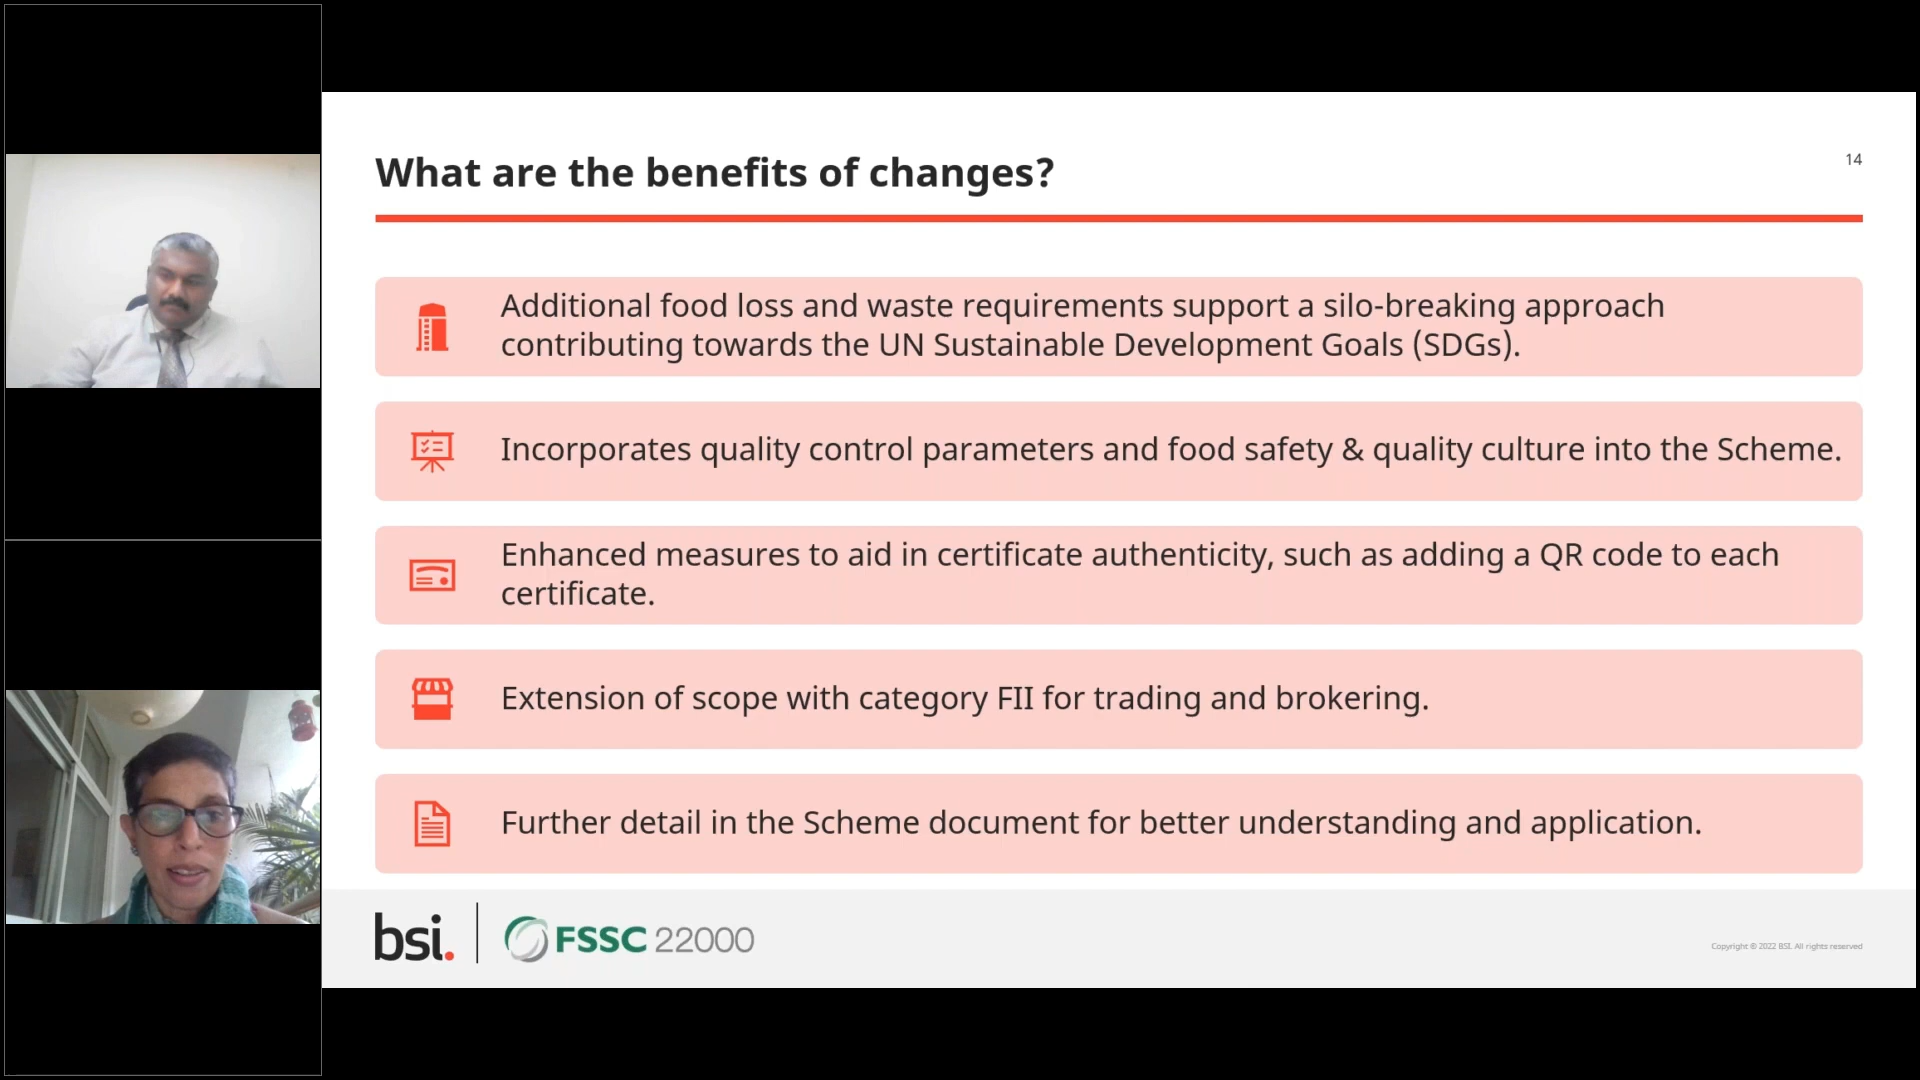 What are the benefits of changes?
14
Additional food loss and waste requirements support a silo-breaking approach
contributing towards the UN Sustainable Development Goals (SDGs).
Incorporates quality control parameters and food safety & quality culture into the Scheme.
Enhanced measures to aid in certificate authenticity, such as adding a QR code to each
certificate.
Extension of scope with category FII for trading and brokering.
Further detail in the Scheme document for better understanding and application.
bsi.
FSSC 22000
Copyright © 2022 BSI. All rights reserved